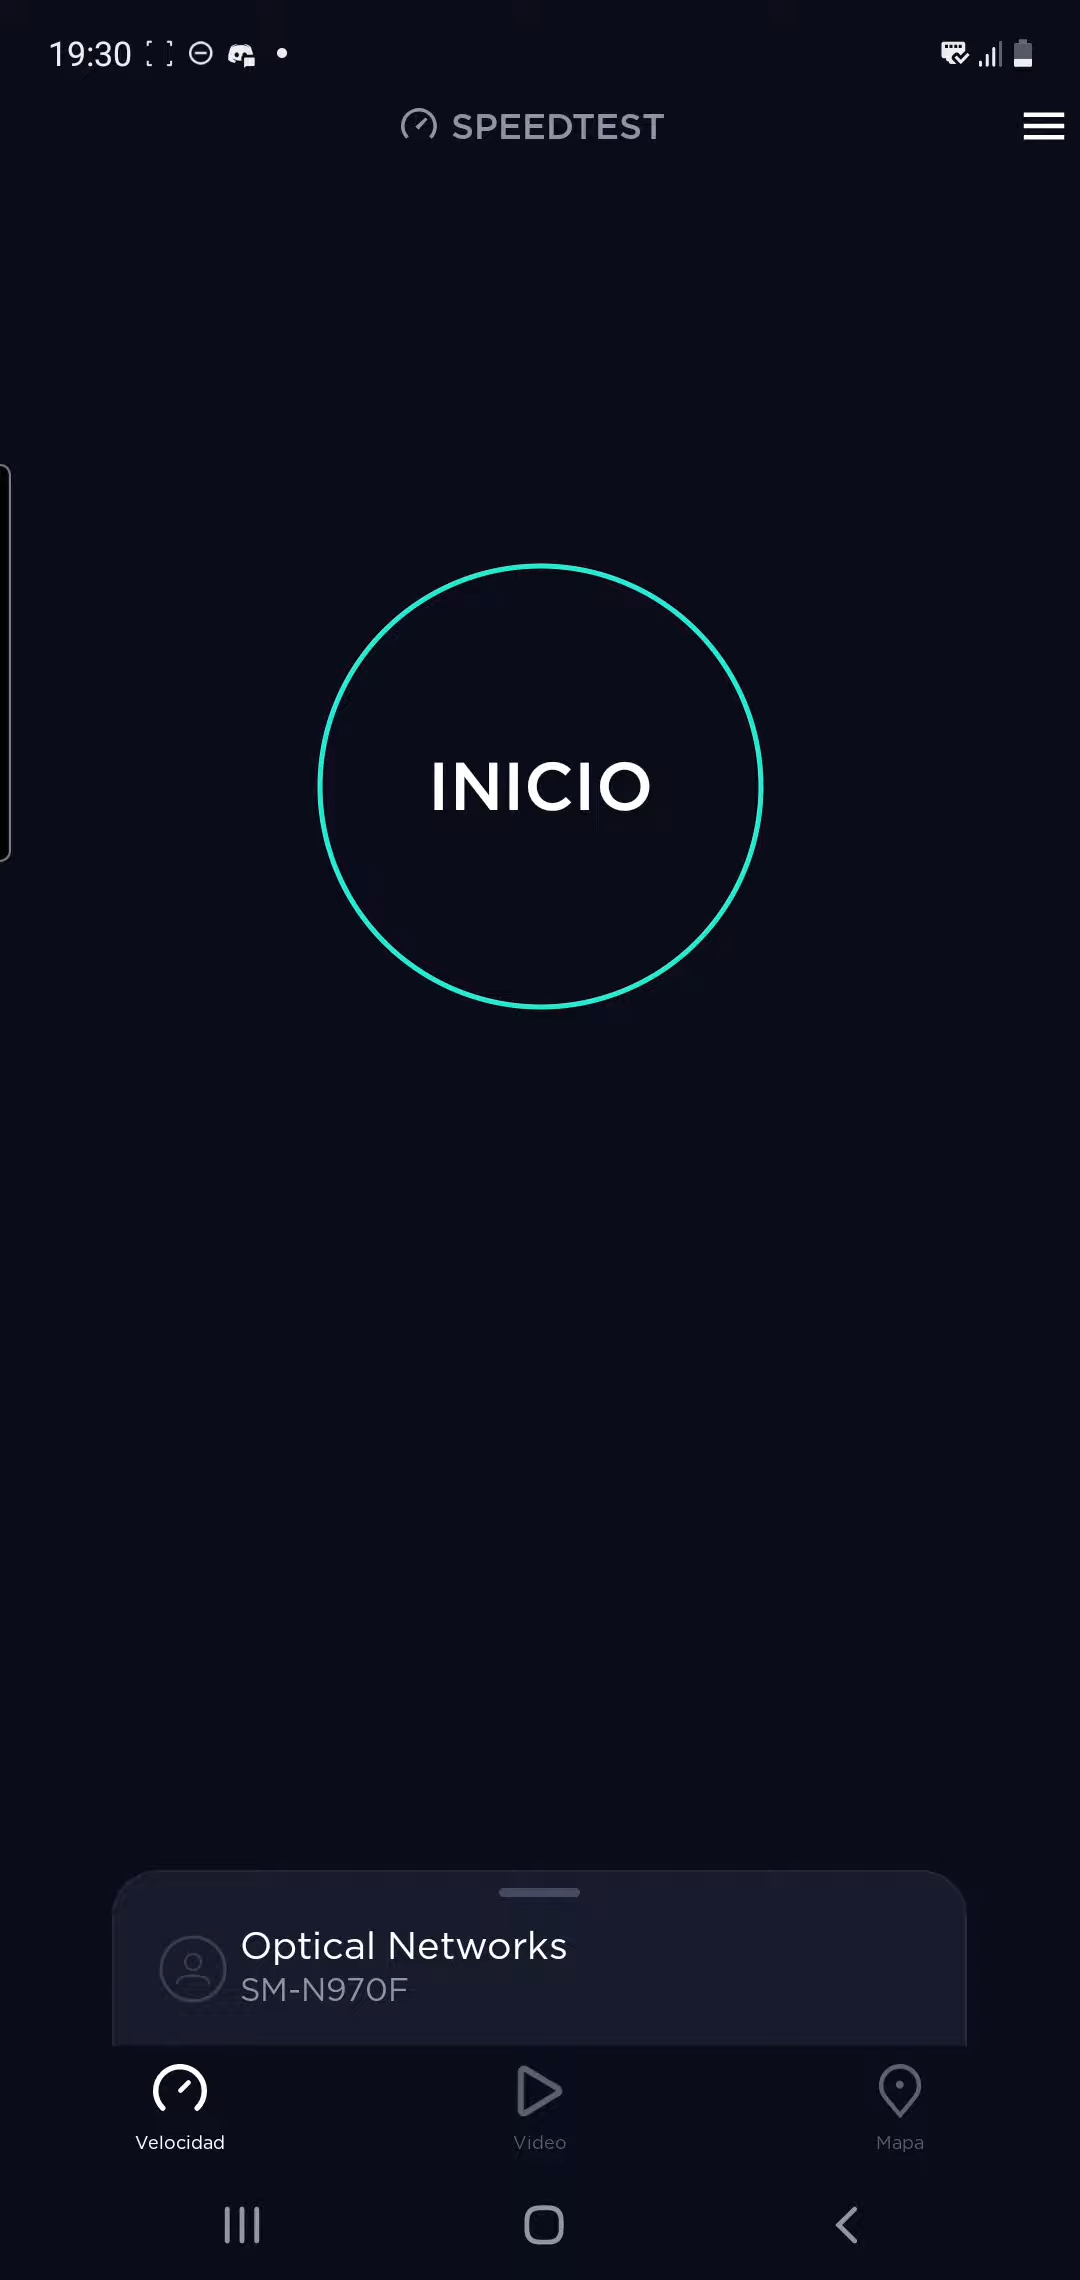 19:30
SPEEDTEST
INICIO
Optical Networks
SM-N970F
Velocidad
Video
Mapa